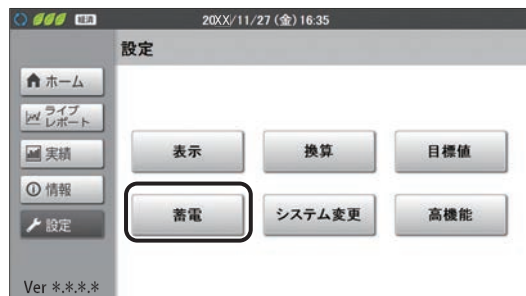 経済 20XX/11/27(金)16:35
設定
ホーム
ライブ
レポート
実績
情報
設定
表示 換算 目標値
蓄電 システム変更 高機能
Ver *.*.*.*